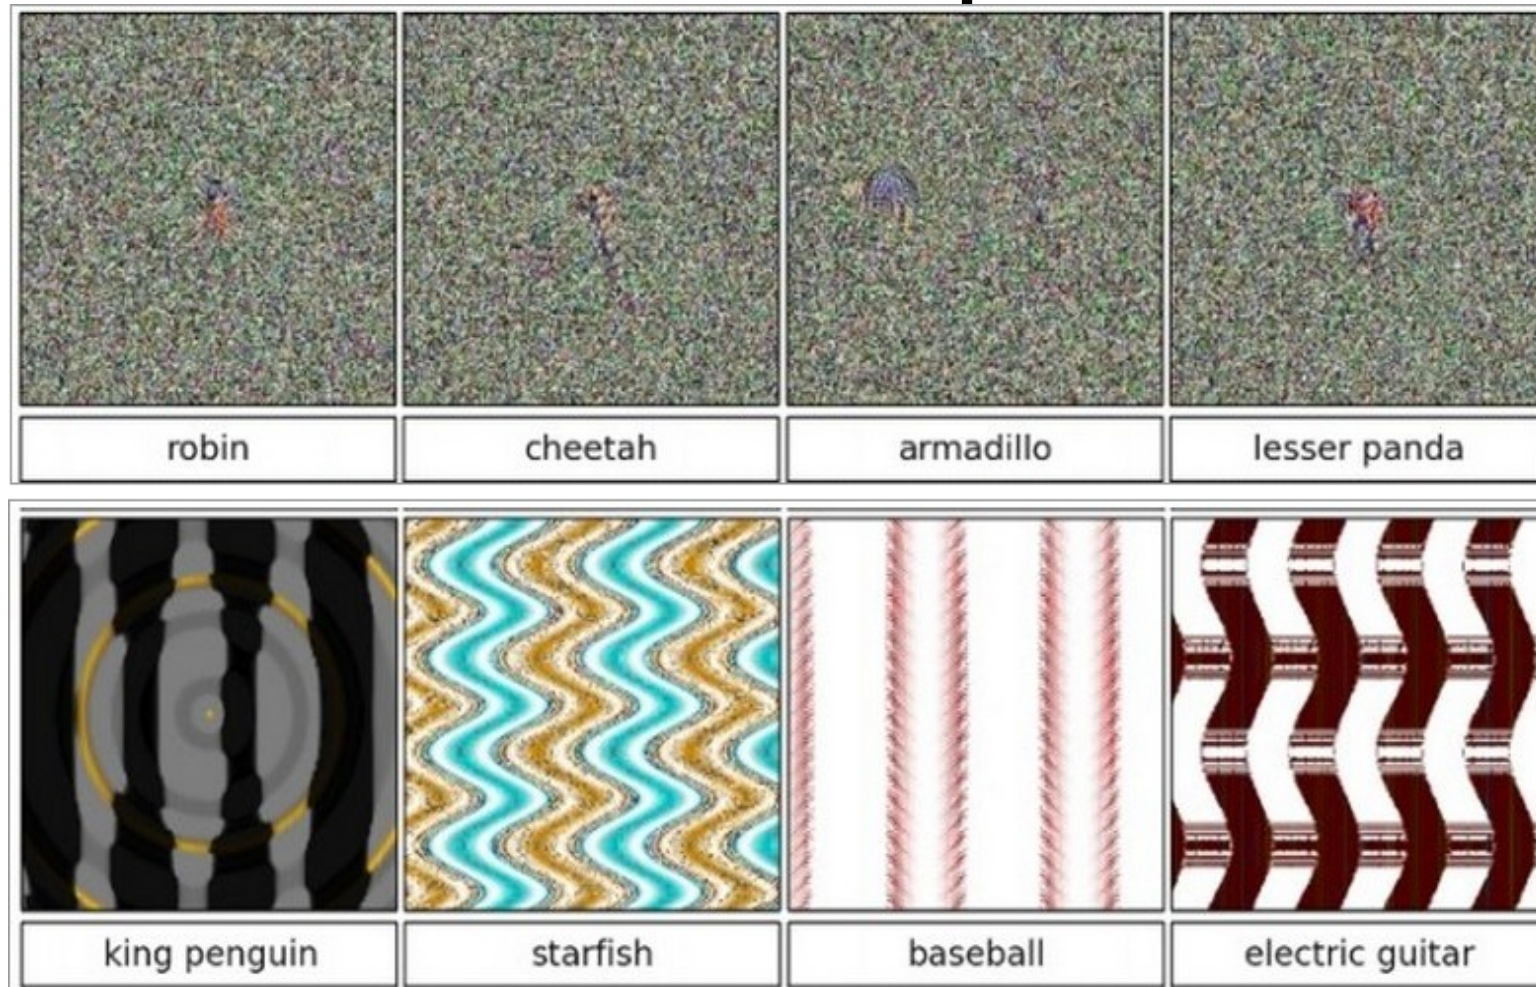 robin
cheetah
armadillo
lesser panda
king penguin
starfish
baseball
electric guitar